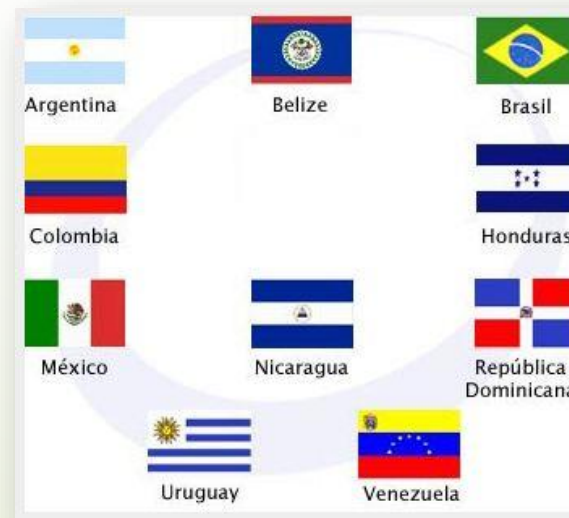 Argentina
Belize
Brasil
Colombia
Honduras
México
Nicaragua
República
Dominicana
Uruguay
Venezuela